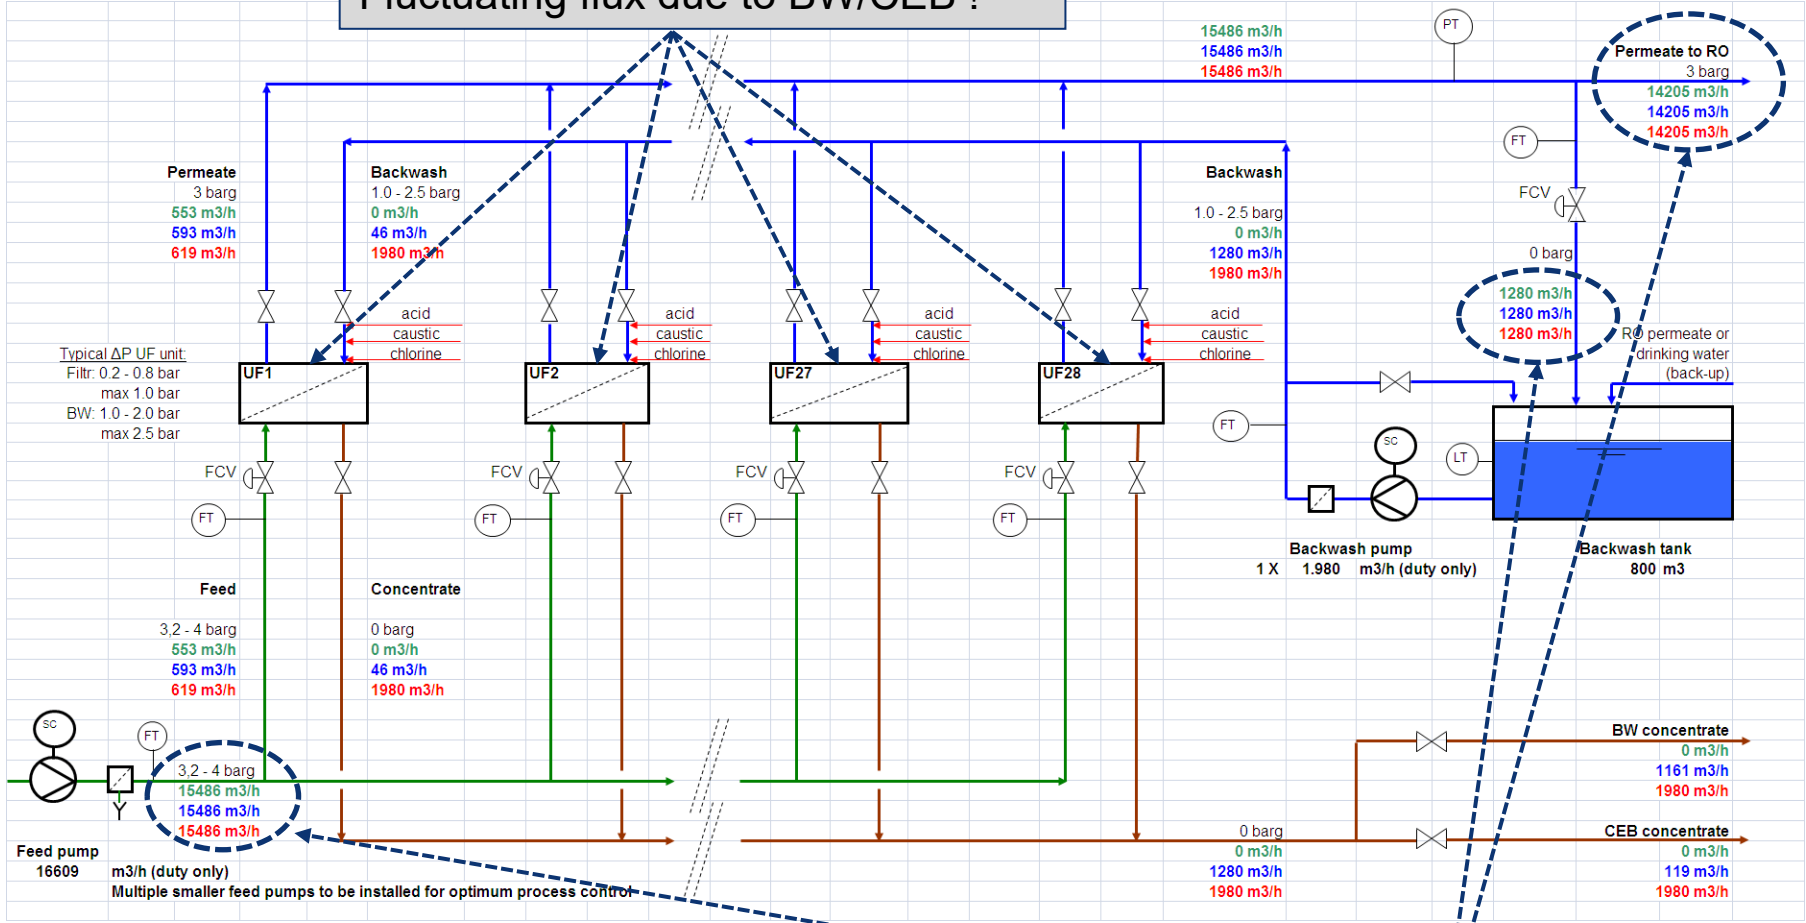 Fluctuating flux due to BW/CEB ?
15486 m3/h
15486 m3/h
15486 m3/h
PT
Permeate to RO
3 barg
14205 m3/h
14205 m3/h
14205 m3/h
FT
FCV
0 barg
1280 m3/h
1280 m3/h
1280 m3/h
RO permeate or
drinking water
(back-up)
Permeate
3 barg
553 m3/h
593 m3/h
619 m3/h
Backwash
1.0 - 2.5 barg
0 m3/h
46 m3/h
1980 m3/h
Backwash
1.0 - 2.5 barg
0 m3/h
1280 m3/h
1980 m3/h
acid
caustic
chlorine
acid
caustic
chlorine
acid
caustic
chlorine
acid
caustic
chlorine
Typical ΔP UF unit:
Filtr: 0.2 - 0.8 bar
max 1.0 bar
BW: 1.0 - 2.0 bar
max 2.5 bar
UF1
UF2
UF27
UF28
FCV
FCV
FCV
FCV
FT
FT
FT
FT
FT
SC
LT
Backwash pump
1 X 1.980 m3/h (duty only)
Backwash tank
800 m3
Feed
3,2 - 4 barg
553 m3/h
593 m3/h
619 m3/h
Concentrate
0 barg
0 m3/h
46 m3/h
1980 m3/h
SC
FT
3,2 - 4 barg
15486 m3/h
15486 m3/h
15486 m3/h
Feed pump
16609 m3/h (duty only)
Multiple smaller feed pumps to be installed for optimum process control
0 barg
0 m3/h
1280 m3/h
1980 m3/h
BW concentrate
0 m3/h
1161 m3/h
1980 m3/h
CEB concentrate
0 m3/h
119 m3/h
1980 m3/h